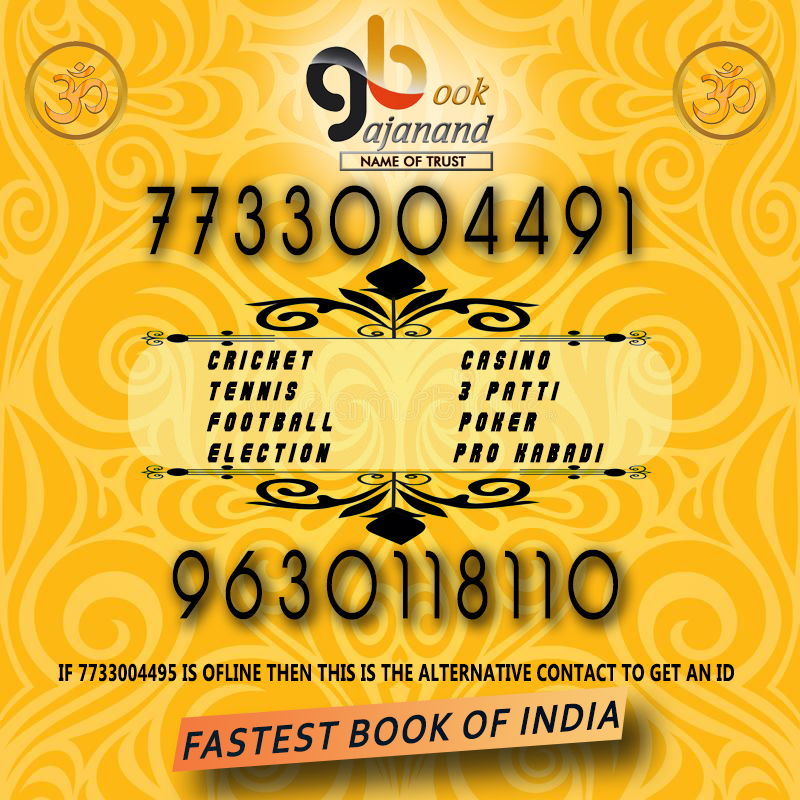 gb
ook
ajanand
NAME OF TRUST
7733004491
CRICKET CASINO
TENNIS 3 PATTI
FOOTBALL POKER
ELECTION PRO KABADI
9630118110
IF 7733004495 IS OFLINE THEN THIS IS THE ALTERNATIVE CONTACT TO GET AN ID
FASTEST BOOK OF INDIA
ॐ
ॐ